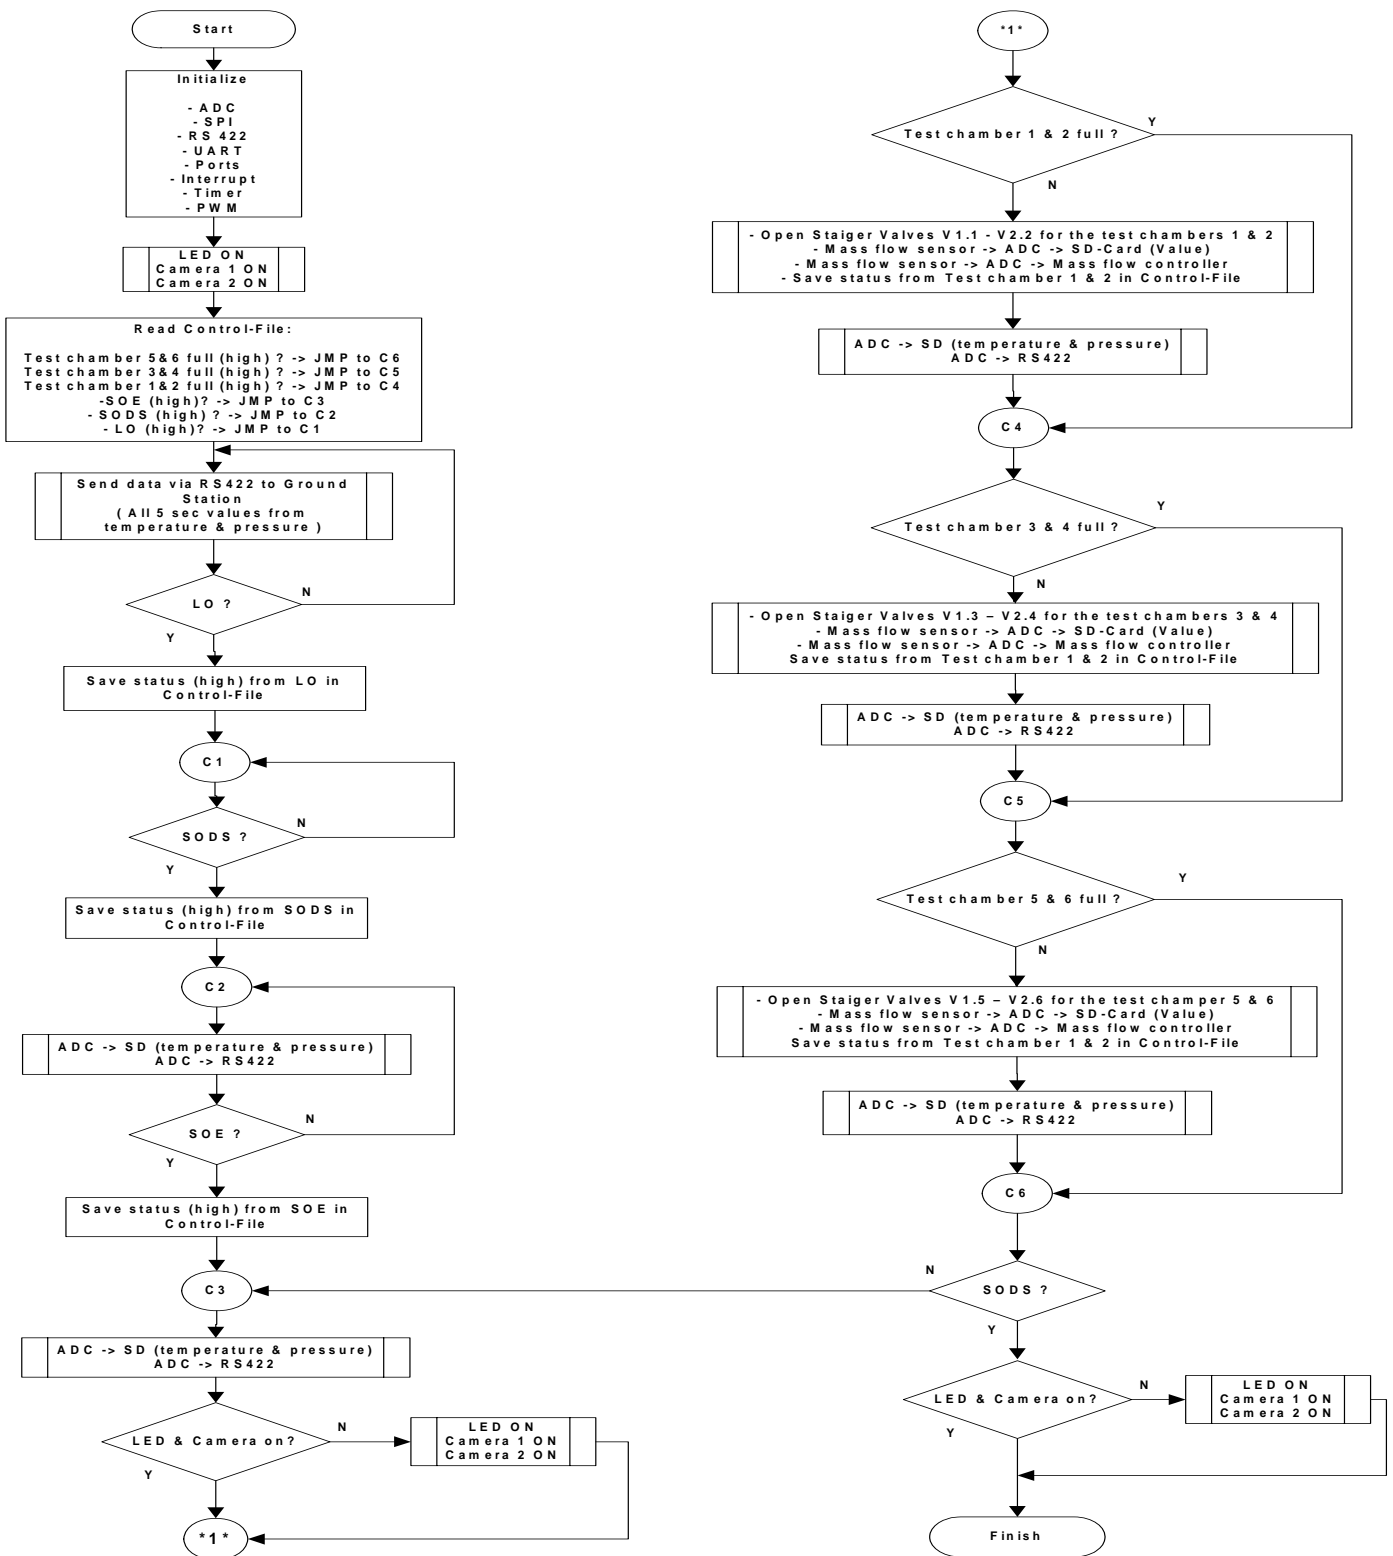 Start
Initialize
- ADC
- SPI
- RS 422
- UART
- Ports
- Interrupt
- Timer
- PWM
LED ON
Camera 1 ON
Camera 2 ON
Read Control-File:
Test chamber 5&6 full (high) ? -> JMP to C6
Test chamber 3&4 full (high) ? -> JMP to C5
Test chamber 1&2 full (high) ? -> JMP to C4
-SOE (high)? -> JMP to C3
- SODS (high) ? -> JMP to C2
- LO (high)? -> JMP to C1
Send data via RS422 to Ground
Station
( All 5 sec values from
temperature & pressure )
LO ?
N
Y
Save status (high) from LO in
Control-File
C1
SODS ?
N
Y
Save status (high) from SODS in
Control-File
C2
ADC -> SD (temperature & pressure)
ADC -> RS422
SOE ?
N
Y
Save status (high) from SOE in
Control-File
C3
ADC -> SD (temperature & pressure)
ADC -> RS422
LED & Camera on?
N
Y
LED ON
Camera 1 ON
Camera 2 ON
*1*
*1*
Test chamber 1 & 2 full ?
Y
N
- Open Staiger Valves V1.1 - V2.2 for the test chambers 1 & 2
- Mass flow sensor -> ADC -> SD-Card (Value)
- Mass flow sensor -> ADC -> Mass flow controller
- Save status from Test chamber 1 & 2 in Control-File
ADC -> SD (temperature & pressure)
ADC -> RS422
C4
Test chamber 3 & 4 full ?
Y
N
- Open Staiger Valves V1.3 – V2.4 for the test chambers 3 & 4
- Mass flow sensor -> ADC -> SD-Card (Value)
- Mass flow sensor -> ADC -> Mass flow controller
Save status from Test chamber 1 & 2 in Control-File
ADC -> SD (temperature & pressure)
ADC -> RS422
C5
Test chamber 5 & 6 full ?
Y
N
- Open Staiger Valves V1.5 – V2.6 for the test champer 5 & 6
- Mass flow sensor -> ADC -> SD-Card (Value)
- Mass flow sensor -> ADC -> Mass flow controller
Save status from Test chamber 1 & 2 in Control-File
ADC -> SD (temperature & pressure)
ADC -> RS422
C6
SODS ?
N
Y
LED & Camera on?
N
Y
LED ON
Camera 1 ON
Camera 2 ON
Finish